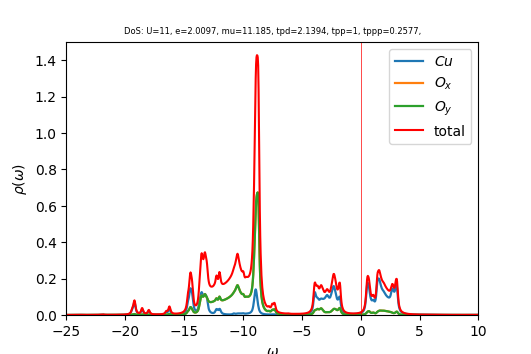 DoS: U=11, e=2.0097, mu=11.185, tpd=2.1394, tpp=1, tppp=0.2577,
ρ(ω)
1.4
1.2
1.0
0.8
0.6
0.4
0.2
0.0
Cu
O_x
O_y
total
−25 −20 −15 −10 −5 0 5 10
ω